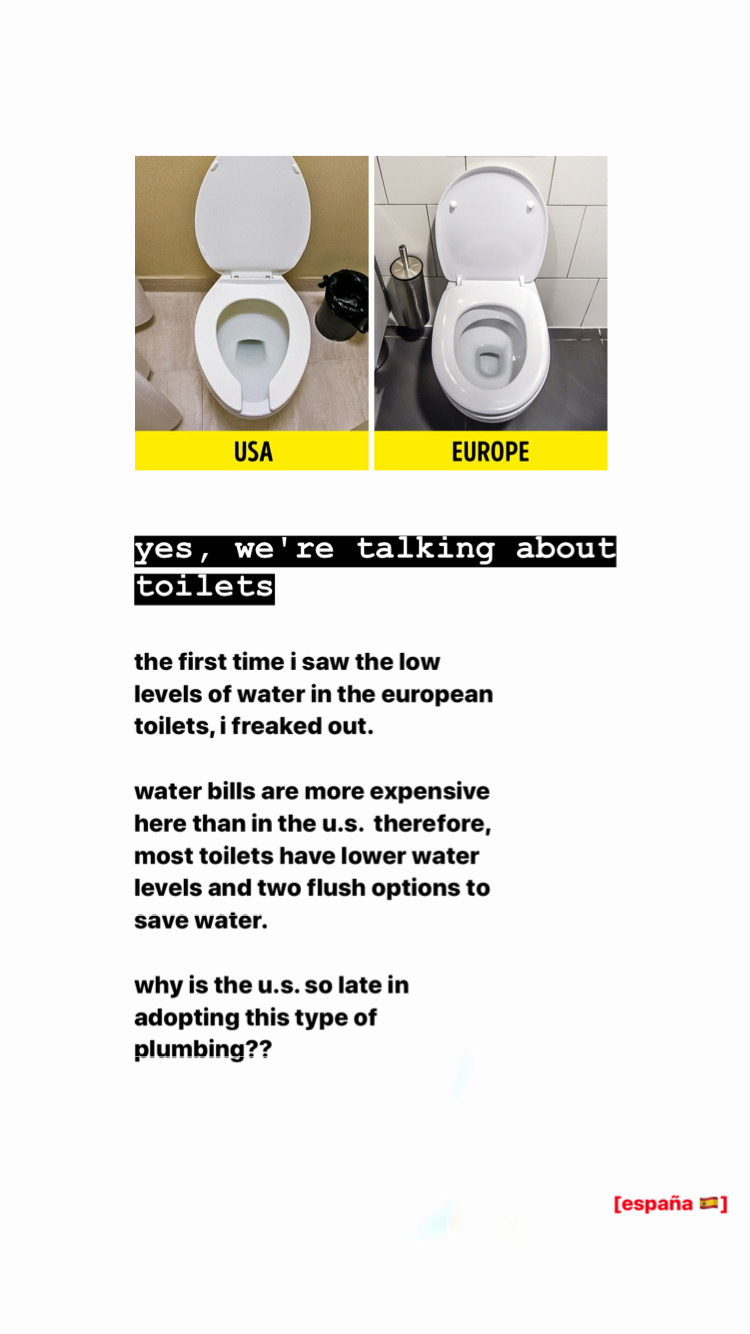 USA
EUROPE
yes, we're talking about
toilets
the first time i saw the low
levels of water in the european
toilets, i freaked out.
water bills are more expensive
here than in the u.s. therefore,
most toilets have lower water
levels and two flush options to
save water.
why is the u.s. so late in
adopting this type of
plumbing??
[españa 🇪🇸]